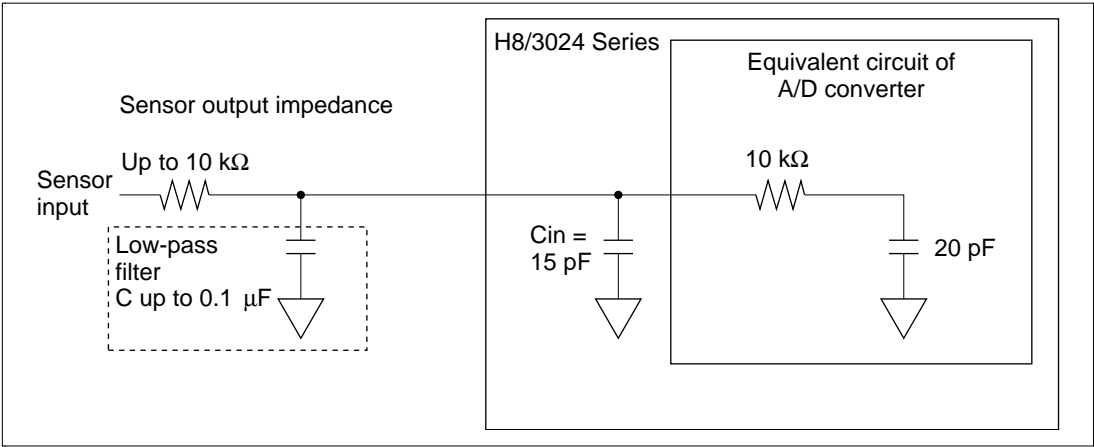 H8/3024 Series
Equivalent circuit of
A/D converter
Sensor output impedance
Up to 10 kΩ
Sensor
input
10 kΩ
Low-pass
filter
C up to 0.1 μF
Cin =
15 pF
20 pF